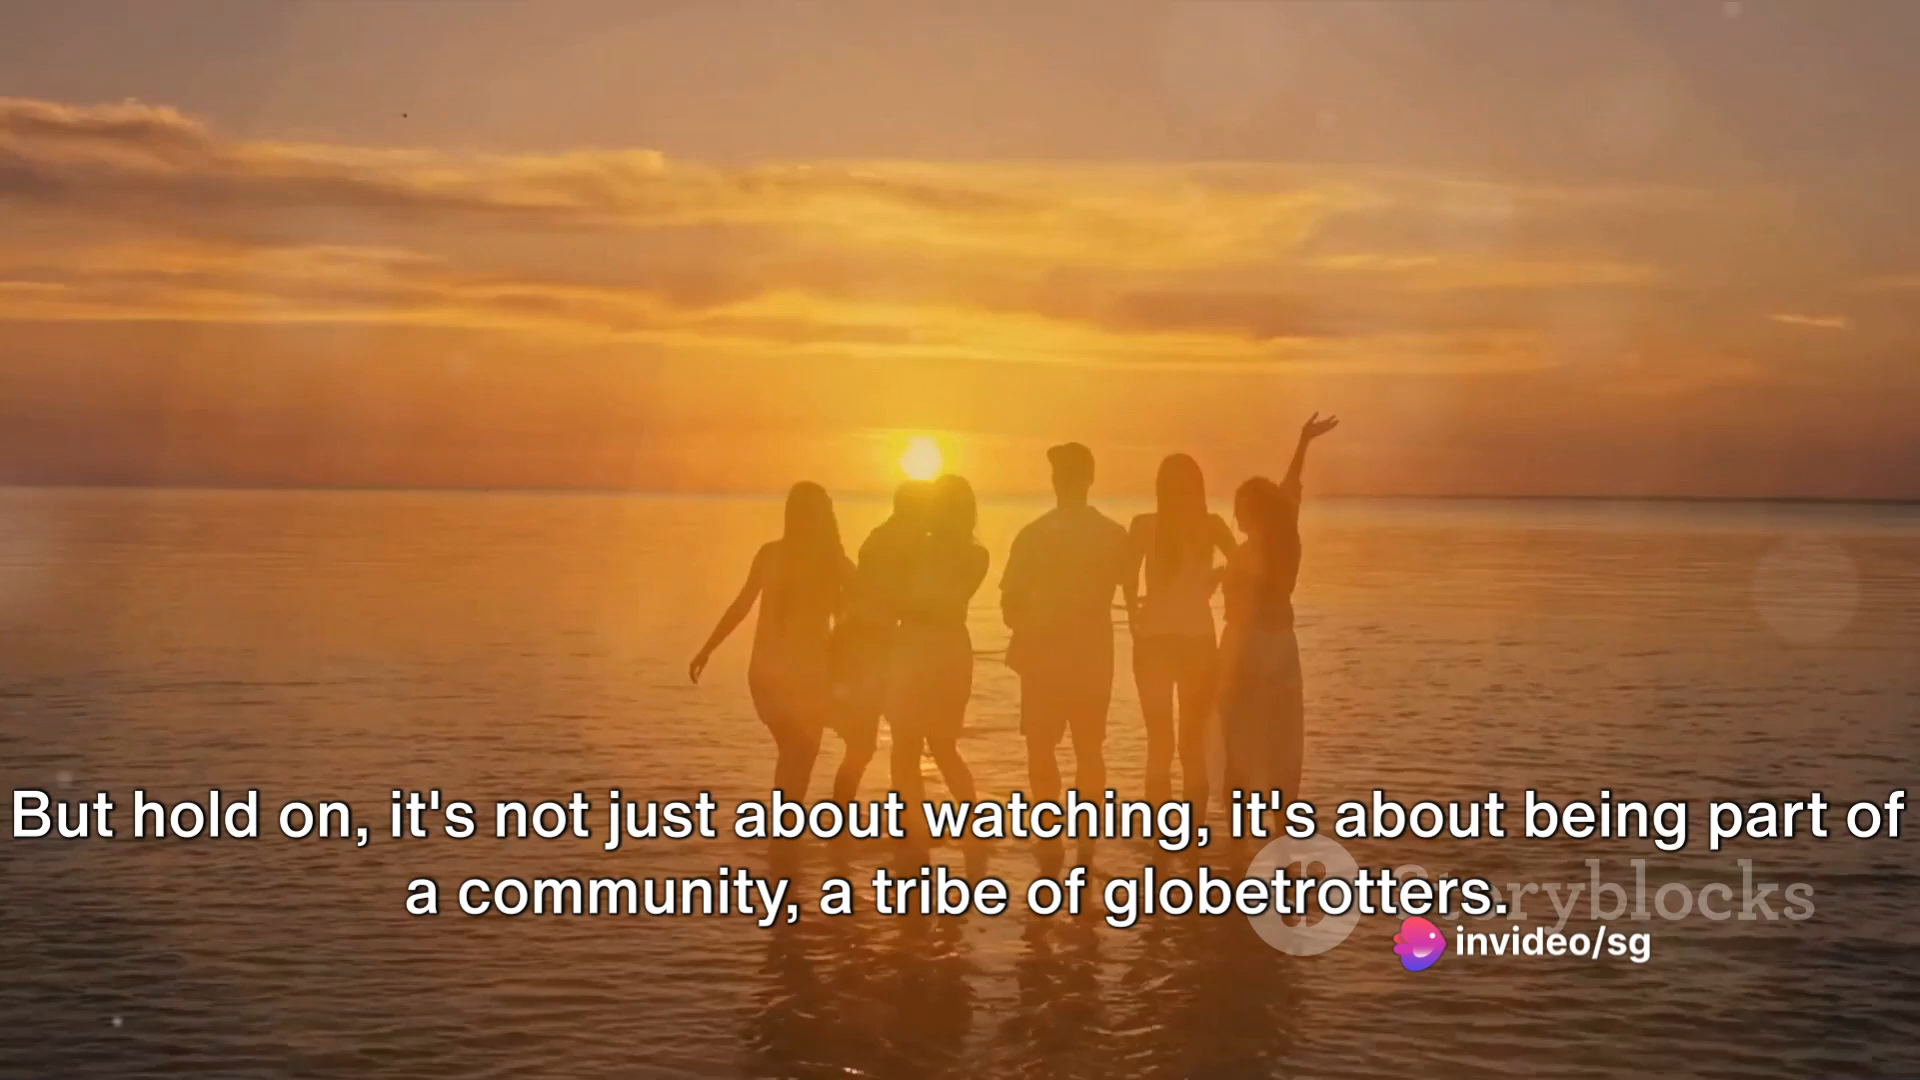 But hold on, it's not just about watching, it's about being part of
a community, a tribe of globetrotters.
Storyblocks
invideo/sg